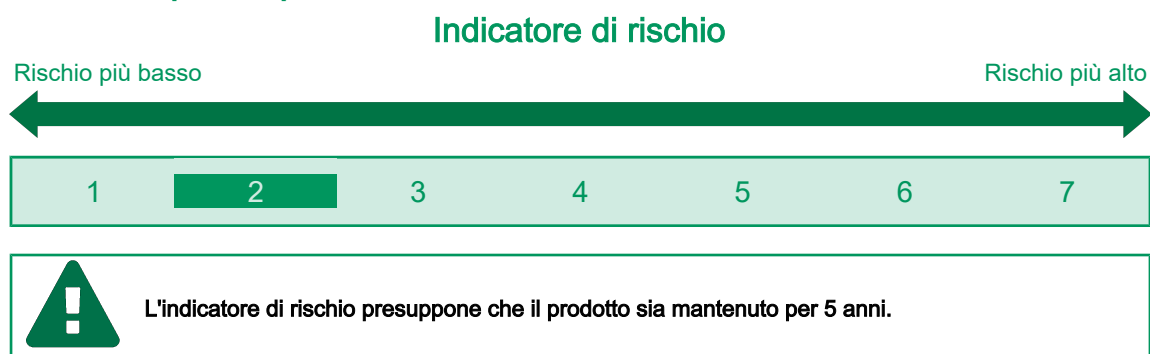 Indicatore di rischio
Rischio più basso Rischio più alto
1 2 3 4 5 6 7
L'indicatore di rischio presuppone che il prodotto sia mantenuto per 5 anni.